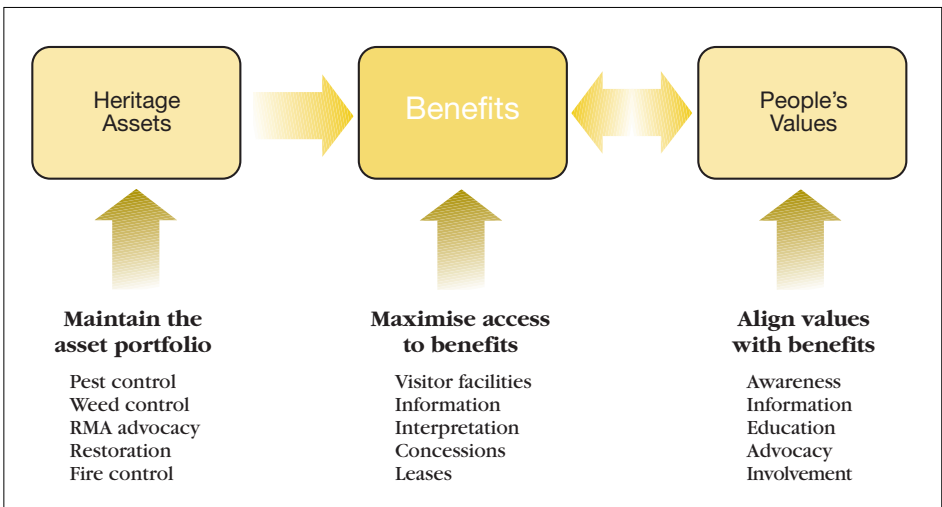 Heritage
Assets
Benefits
People's
Values
Maintain the
asset portfolio
Pest control
Weed control
RMA advocacy
Restoration
Fire control
Maximise access
to benefits
Visitor facilities
Information
Interpretation
Concessions
Leases
Align values
with benefits
Awareness
Information
Education
Advocacy
Involvement